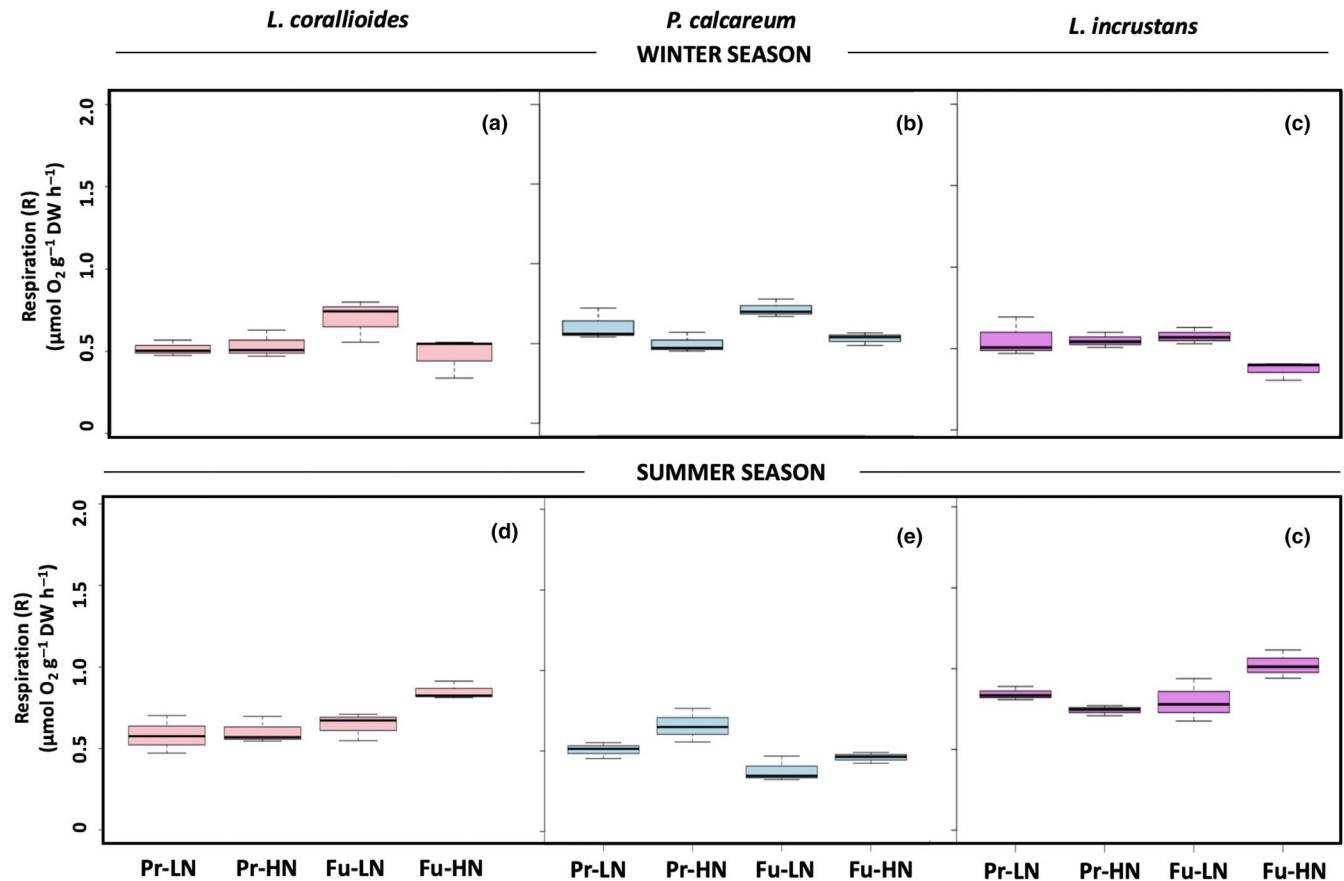 L. corallioides P. calcareum L. incrustans
WINTER SEASON
(a) (b) (c)
Respiration (R)
(µmol O₂ g⁻¹ DW h⁻¹)
2.0
1.5
1.0
0.5
0
SUMMER SEASON
(d) (e) (c)
Respiration (R)
(µmol O₂ g⁻¹ DW h⁻¹)
2.0
1.5
1.0
0.5
0
Pr-LN Pr-HN Fu-LN Fu-HN Pr-LN Pr-HN Fu-LN Fu-HN Pr-LN Pr-HN Fu-LN Fu-HN